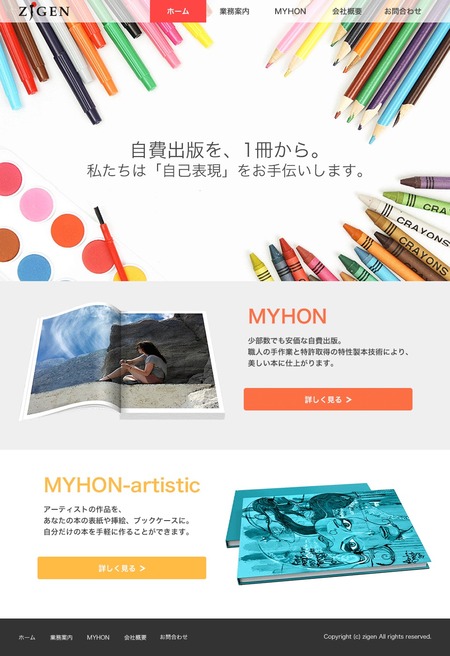 ZIGEN
ホーム 業務案内 MYHON 会社概要 お問合わせ
自費出版を、1冊から。
私たちは「自己表現」をお手伝いします。
CRAYONS
CRAYONS
CRAYONS
MYHON
少部数でも安価な自費出版。
職人の手作業と特許取得の特性製本技術により、
美しい本に仕上がります。
詳しく見る >
MYHON-artistic
アーティストの作品を、
あなたの本の表紙や挿絵、ブックケースに。
自分だけの本を手軽に作ることができます。
詳しく見る >
ホーム 業務案内 MYHON 会社概要 お問合わせ
Copyright (c) zigen All rights reserved.